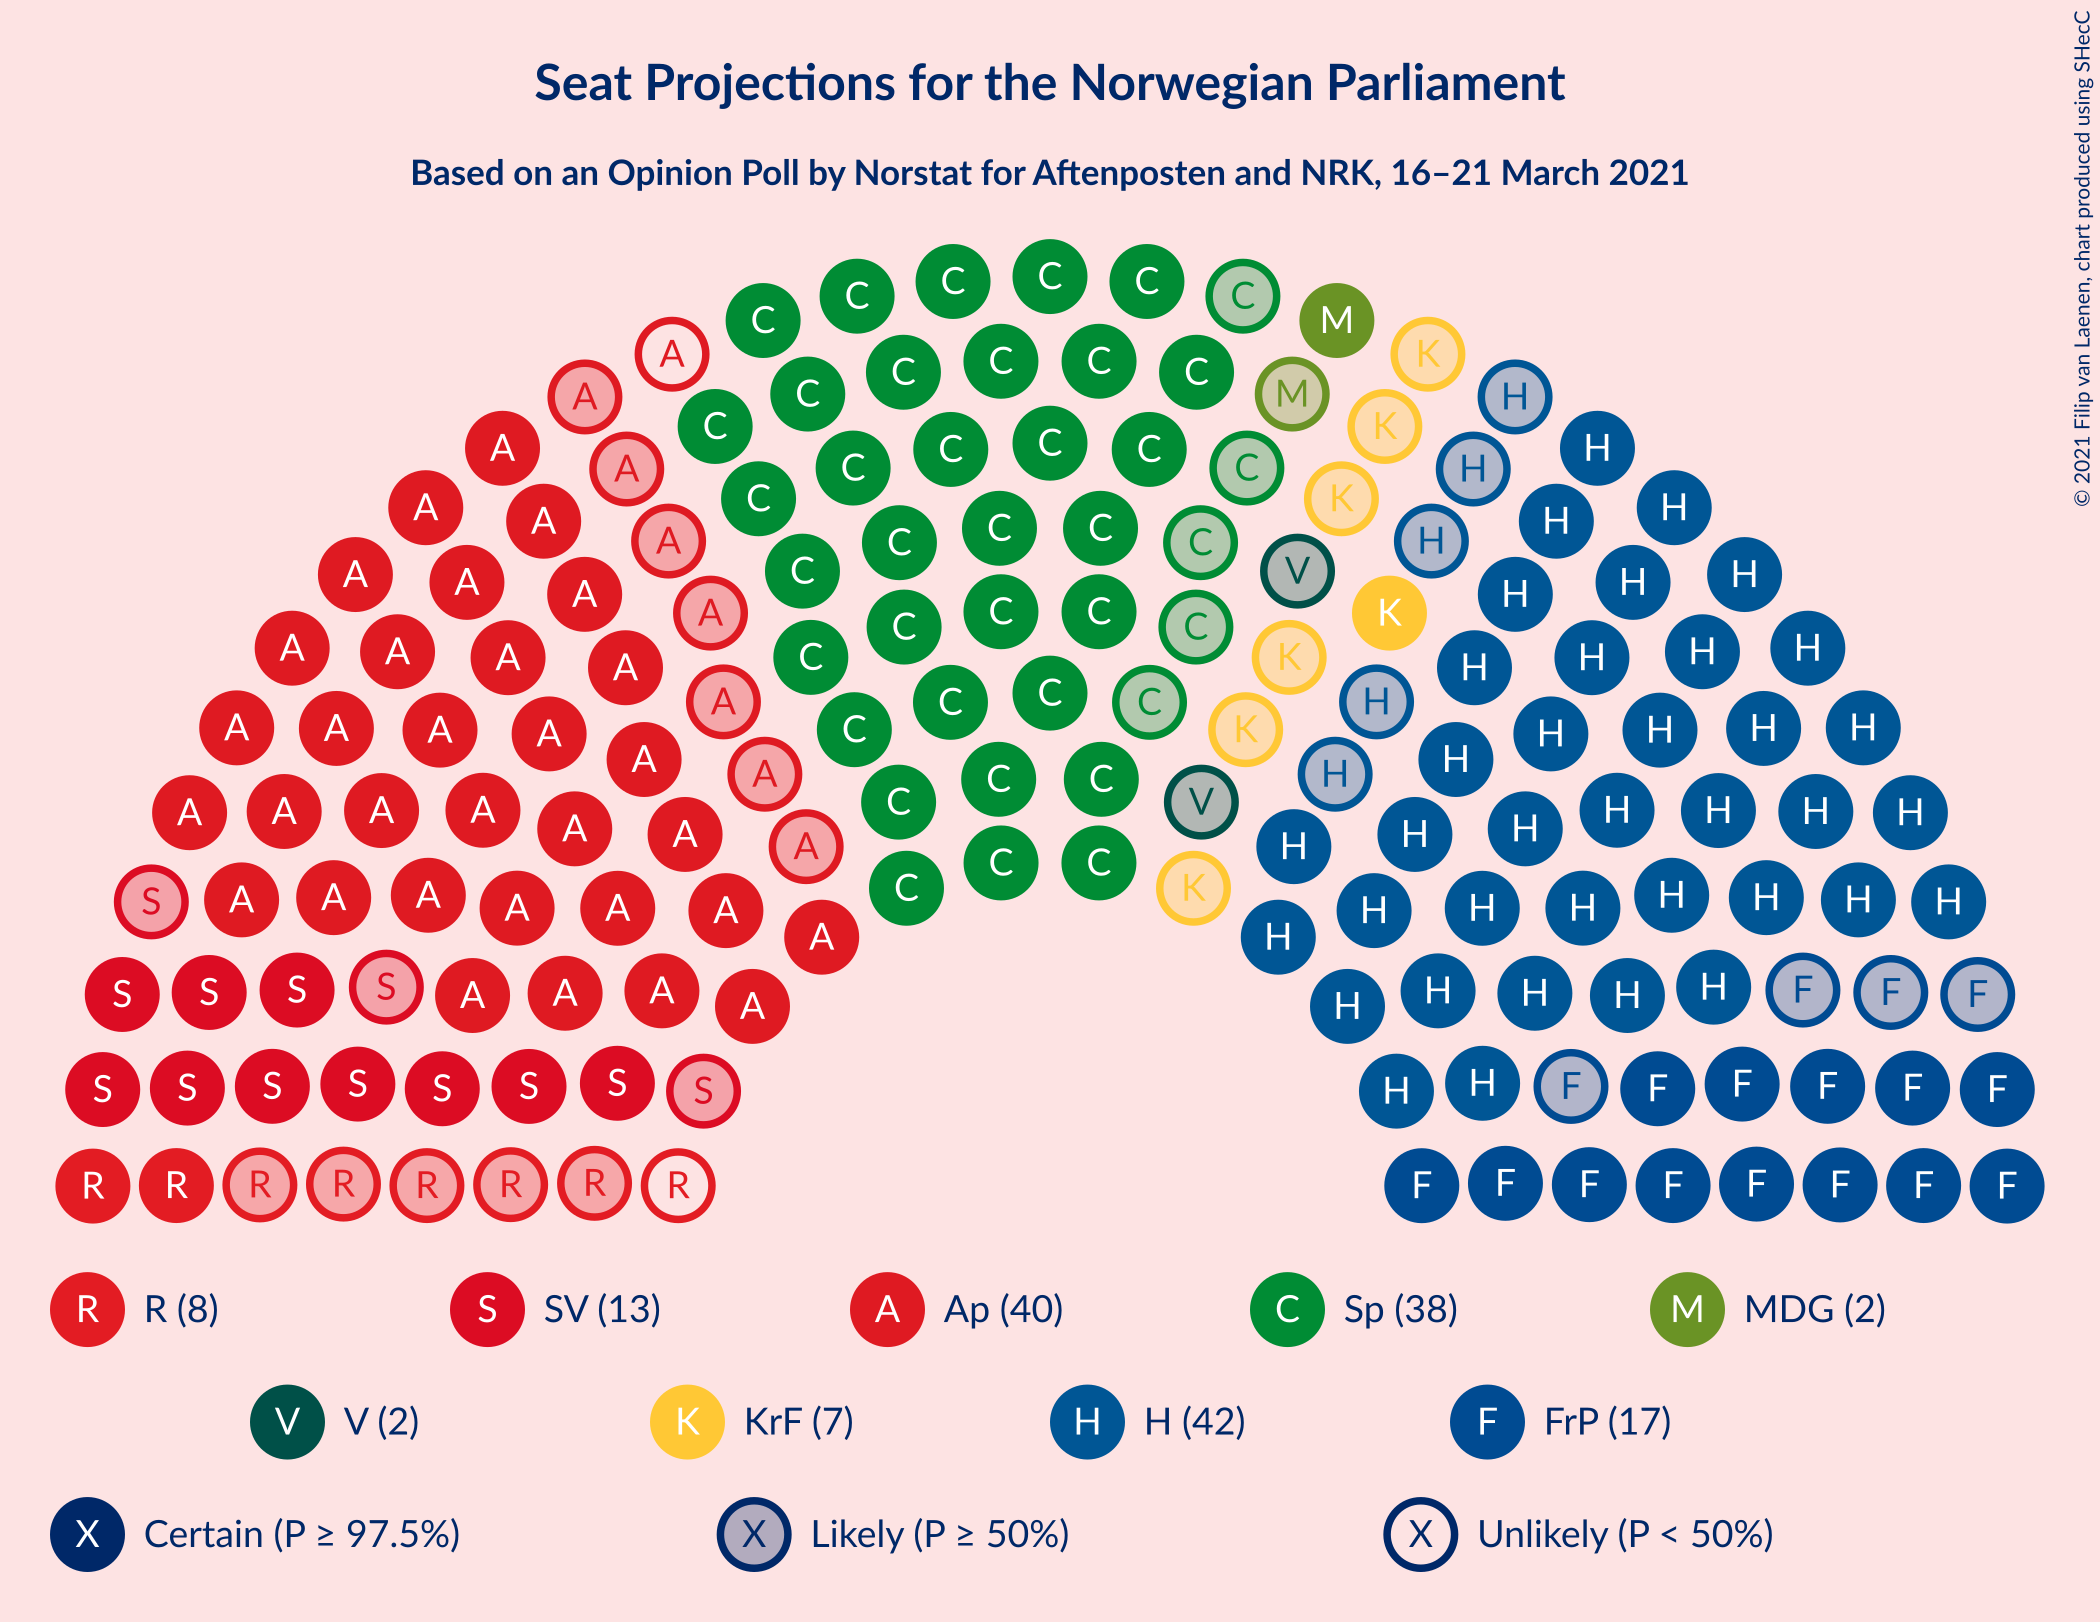 Seat Projections for the Norwegian Parliament
Based on an Opinion Poll by Norstat for Aftenposten and NRK, 16–21 March 2021
© 2021 Filip van Laenen, chart produced using SHecC
C C C C C C M
A A C C C C C M K K H
A A C C C C C C K H H
A A A C C C C C V K H H H
A A A A C C C C K K H H H H
A A A A A C C C C K H H H H H
A A A A A A C C C V H H H H H H
S A A A A A A A C C C K H H H H H H H H
S S S S A A A A H H H H H F F F
S S S S S S S S H H F F F F F F
R R R R R R R R F F F F F F F F
R R (8) S SV (13) A Ap (40) C Sp (38) M MDG (2)
V V (2) K KrF (7) H H (42) F FrP (17)
X Certain (P ≥ 97.5%) X Likely (P ≥ 50%) X Unlikely (P < 50%)